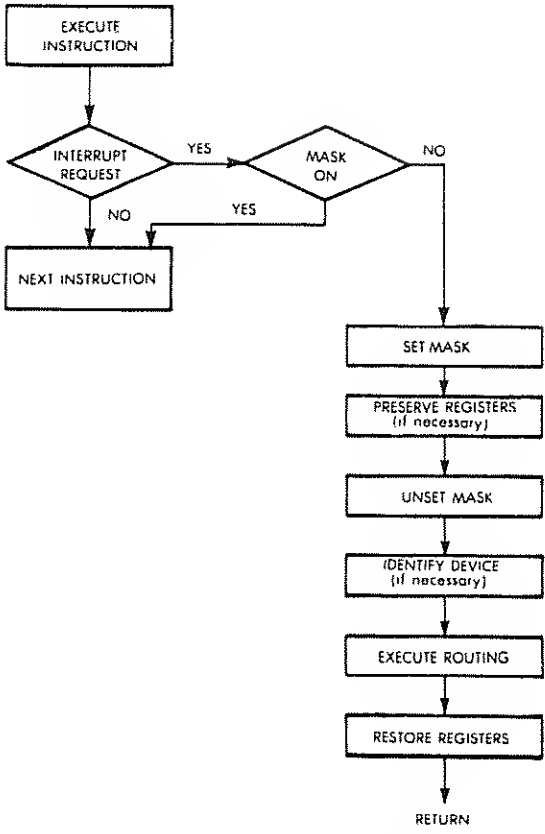 EXECUTE
INSTRUCTION
INTERRUPT
REQUEST
YES
MASK
ON
NO
NO
YES
NEXT INSTRUCTION
SET MASK
PRESERVE REGISTERS
(if necessary)
UNSET MASK
IDENTIFY DEVICE
(if necessary)
EXECUTE ROUTING
RESTORE REGISTERS
RETURN